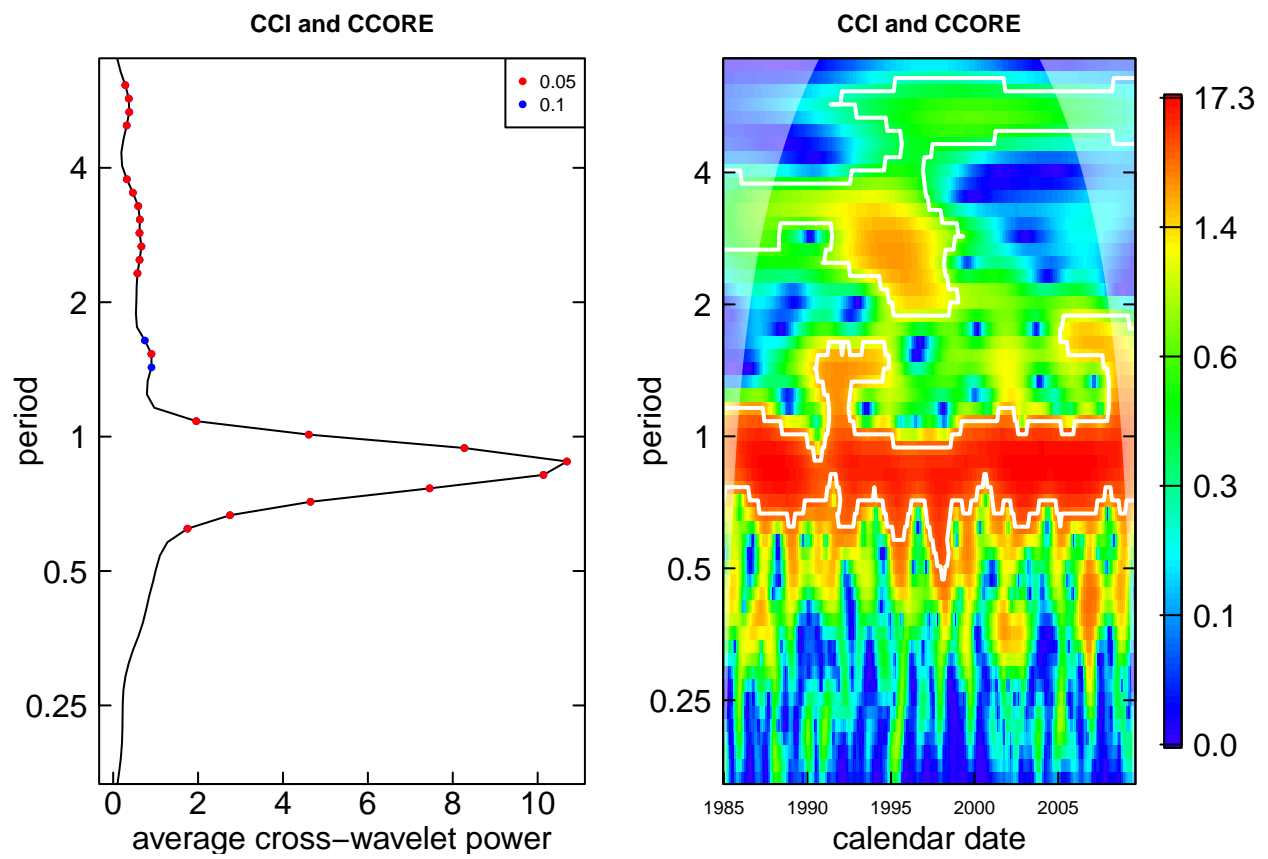 CCI and CCORE
0.05
0.1
period
4
2
1
0.5
0.25
0 2 4 6 8 10
average cross−wavelet power
CCI and CCORE
period
4
2
1
0.5
0.25
1985 1990 1995 2000 2005
calendar date
17.3
1.4
0.6
0.3
0.1
0.0